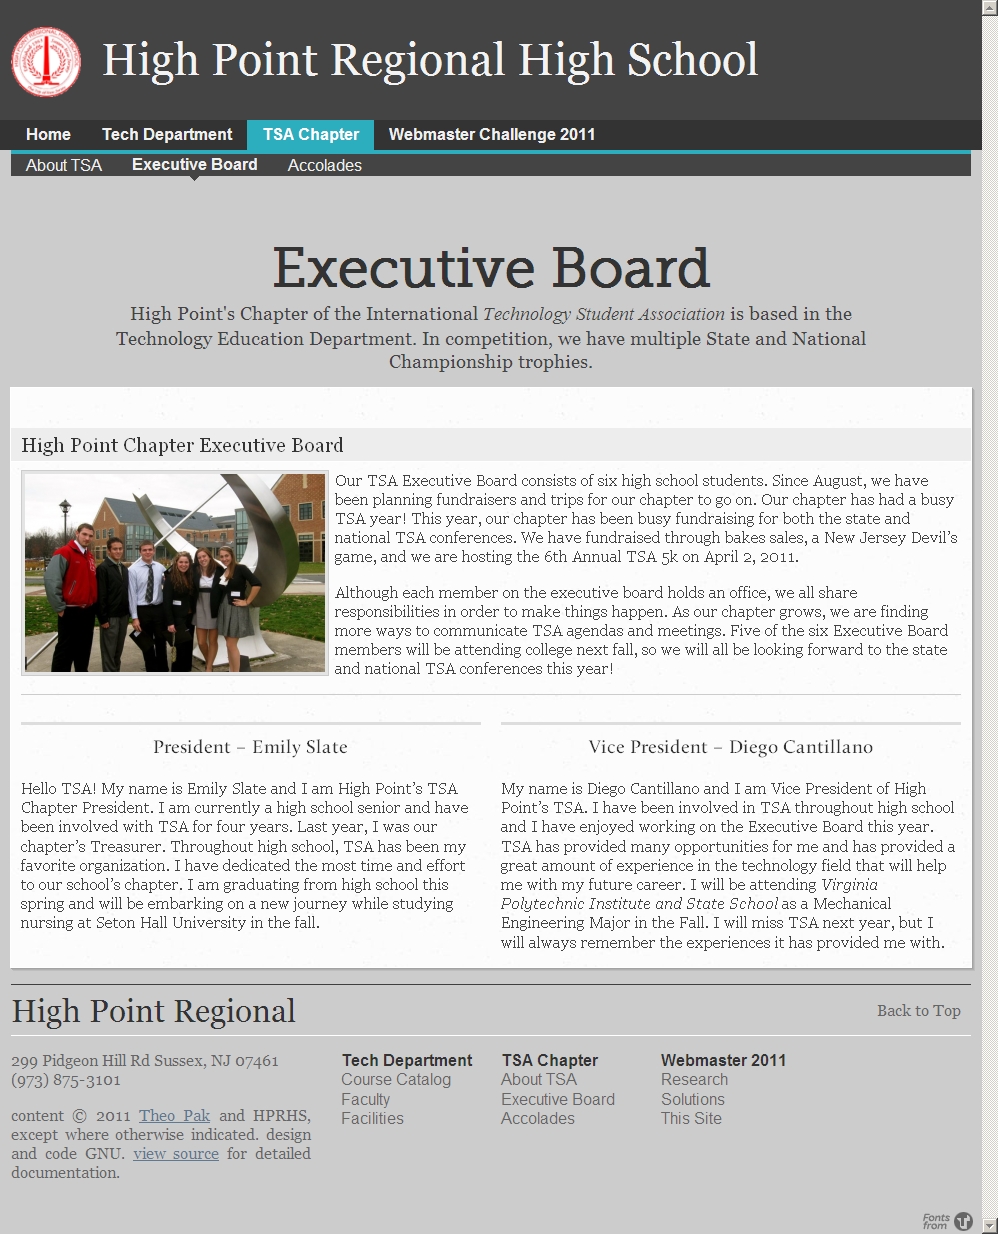 High Point Regional High School
Home Tech Department TSA Chapter Webmaster Challenge 2011
About TSA Executive Board Accolades
Executive Board
High Point's Chapter of the International Technology Student Association is based in the
Technology Education Department. In competition, we have multiple State and National
Championship trophies.
High Point Chapter Executive Board
Our TSA Executive Board consists of six high school students. Since August, we have
been planning fundraisers and trips for our chapter to go on. Our chapter has had a busy
TSA year! This year, our chapter has been busy fundraising for both the state and
national TSA conferences. We have fundraised through bakes sales, a New Jersey Devil's
game, and we are hosting the 6th Annual TSA 5k on April 2, 2011.
Although each member on the executive board holds an office, we all share
responsibilities in order to make things happen. As our chapter grows, we are finding
more ways to communicate TSA agendas and meetings. Five of the six Executive Board
members will be attending college next fall, so we will all be looking forward to the state
and national TSA conferences this year!
President – Emily Slate
Hello TSA! My name is Emily Slate and I am High Point's TSA
Chapter President. I am currently a high school senior and have
been involved with TSA for four years. Last year, I was our
chapter's Treasurer. Throughout high school, TSA has been my
favorite organization. I have dedicated the most time and effort
to our school's chapter. I am graduating from high school this
spring and will be embarking on a new journey while studying
nursing at Seton Hall University in the fall.
Vice President – Diego Cantillano
My name is Diego Cantillano and I am Vice President of High
Point's TSA. I have been involved in TSA throughout high school
and I have enjoyed working on the Executive Board this year.
TSA has provided many opportunities for me and has provided a
great amount of experience in the technology field that will help
me with my future career. I will be attending Virginia
Polytechnic Institute and State School as a Mechanical
Engineering Major in the Fall. I will miss TSA next year, but I
will always remember the experiences it has provided me with.
High Point Regional
Back to Top
299 Pidgeon Hill Rd Sussex, NJ 07461
(973) 875-3101
content © 2011 Theo Pak and HPRHS,
except where otherwise indicated. design
and code GNU. view source for detailed
documentation.
Tech Department
Course Catalog
Faculty
Facilities
TSA Chapter
About TSA
Executive Board
Accolades
Webmaster 2011
Research
Solutions
This Site
Fonts
from